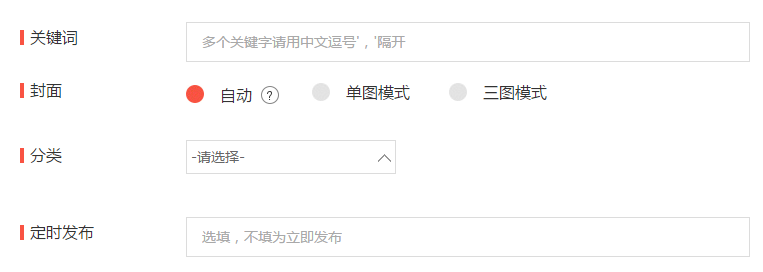 关键词
多个关键字请用中文逗号'，'隔开
封面
自动 ? 单图模式 三图模式
分类
-请选择-
定时发布
选填，不填为立即发布